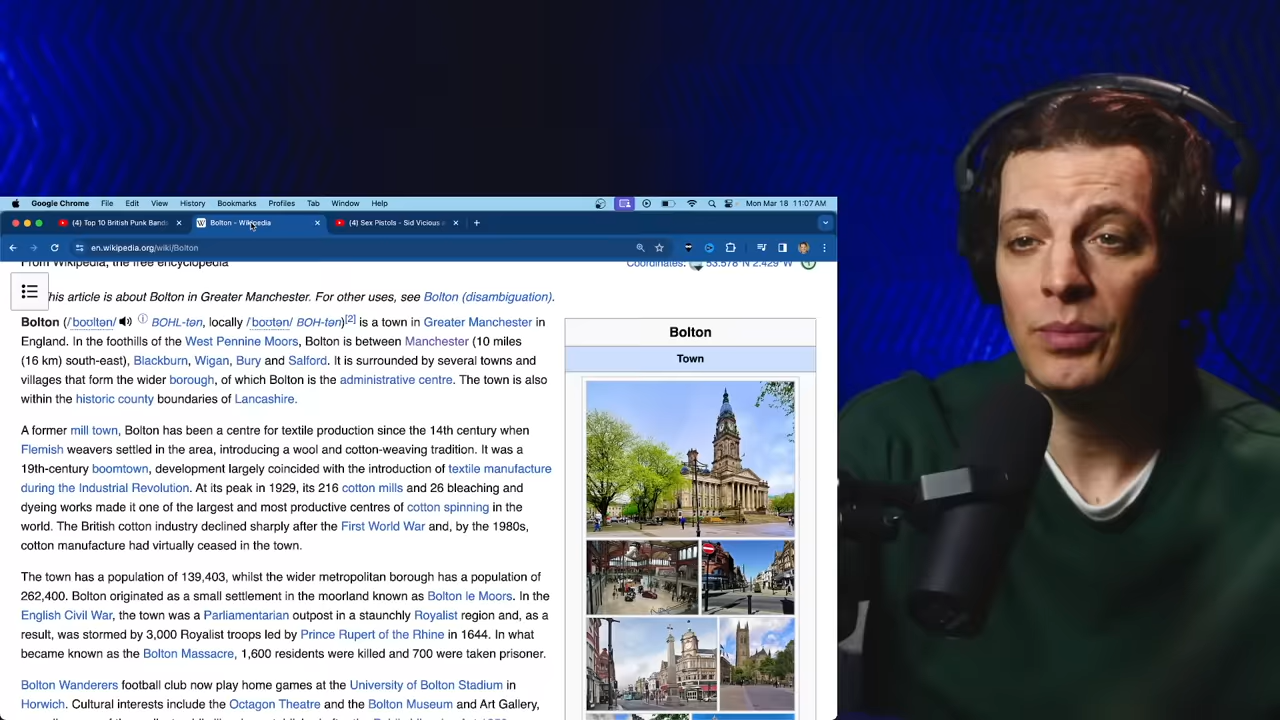 Google Chrome File Edit View History Bookmarks Profiles Tab Window Help Mon Mar 18 11:07 AM
(4) Top 10 British Punk Band Bolton - Wikipedia (4) Sex Pistols - Sid Vicious
en.wikipedia.org/wiki/Bolton
From Wikipedia, the free encyclopedia Coordinates: 53.578°N 2.429°W
his article is about Bolton in Greater Manchester. For other uses, see Bolton (disambiguation).
Bolton (/ˈboʊltən/ BOHL-tən, locally /ˈboʊtən/ BOH-tən)[2] is a town in Greater Manchester in
England. In the foothills of the West Pennine Moors, Bolton is between Manchester (10 miles
(16 km) south-east), Blackburn, Wigan, Bury and Salford. It is surrounded by several towns and
villages that form the wider borough, of which Bolton is the administrative centre. The town is also
within the historic county boundaries of Lancashire.
A former mill town, Bolton has been a centre for textile production since the 14th century when
Flemish weavers settled in the area, introducing a wool and cotton-weaving tradition. It was a
19th-century boomtown, development largely coincided with the introduction of textile manufacture
during the Industrial Revolution. At its peak in 1929, its 216 cotton mills and 26 bleaching and
dyeing works made it one of the largest and most productive centres of cotton spinning in the
world. The British cotton industry declined sharply after the First World War and, by the 1980s,
cotton manufacture had virtually ceased in the town.
The town has a population of 139,403, whilst the wider metropolitan borough has a population of
262,400. Bolton originated as a small settlement in the moorland known as Bolton le Moors. In the
English Civil War, the town was a Parliamentarian outpost in a staunchly Royalist region and, as a
result, was stormed by 3,000 Royalist troops led by Prince Rupert of the Rhine in 1644. In what
became known as the Bolton Massacre, 1,600 residents were killed and 700 were taken prisoner.
Bolton Wanderers football club now play home games at the University of Bolton Stadium in
Horwich. Cultural interests include the Octagon Theatre and the Bolton Museum and Art Gallery,
Bolton
Town